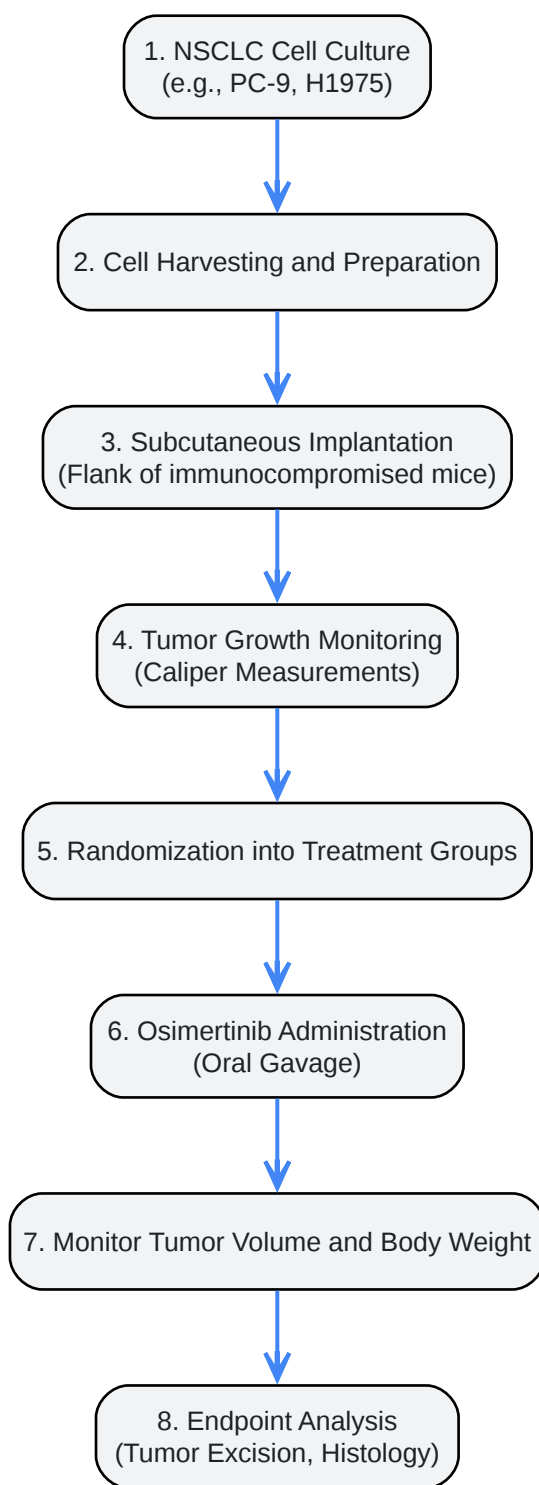 1. NSCLC Cell Culture
(e.g., PC-9, H1975)
2. Cell Harvesting and Preparation
3. Subcutaneous Implantation
(Flank of immunocompromised mice)
4. Tumor Growth Monitoring
(Caliper Measurements)
5. Randomization into Treatment Groups
6. Osimertinib Administration
(Oral Gavage)
7. Monitor Tumor Volume and Body Weight
8. Endpoint Analysis
(Tumor Excision, Histology)